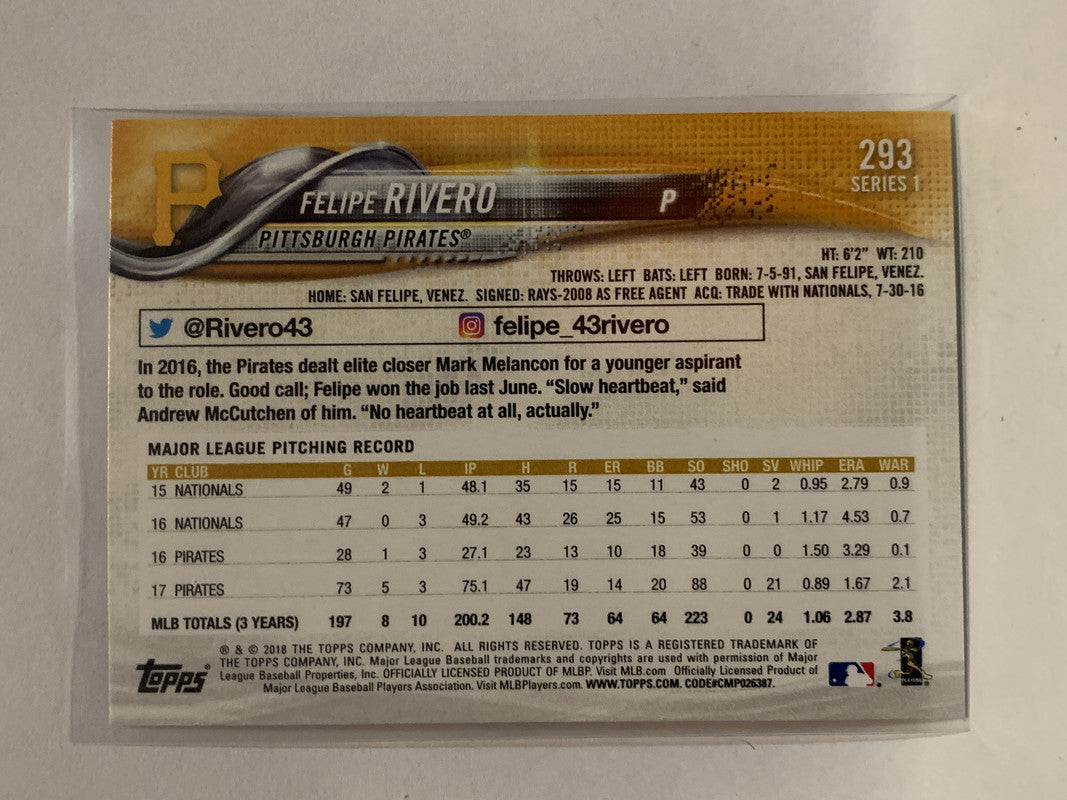 P
293
SERIES 1
FELIPE RIVERO P
PITTSBURGH PIRATES®
HT: 6'2" WT: 210
THROWS: LEFT BATS: LEFT BORN: 7-5-91, SAN FELIPE, VENEZ.
HOME: SAN FELIPE, VENEZ. SIGNED: RAYS-2008 AS FREE AGENT ACQ: TRADE WITH NATIONALS, 7-30-16
@Rivero43 felipe_43rivero
In 2016, the Pirates dealt elite closer Mark Melancon for a younger aspirant
to the role. Good call; Felipe won the job last June. “Slow heartbeat,” said
Andrew McCutchen of him. “No heartbeat at all, actually.”
MAJOR LEAGUE PITCHING RECORD
YR CLUB G W L IP H R ER BB SO SHO SV WHIP ERA WAR
15 NATIONALS 49 2 1 48.1 35 15 15 11 43 0 2 0.95 2.79 0.9
16 NATIONALS 47 0 3 49.2 43 26 25 15 53 0 1 1.17 4.53 0.7
16 PIRATES 28 1 3 27.1 23 13 10 18 39 0 0 1.50 3.29 0.1
17 PIRATES 73 5 3 75.1 47 19 14 20 88 0 21 0.89 1.67 2.1
MLB TOTALS (3 YEARS) 197 8 10 200.2 148 73 64 64 223 0 24 1.06 2.87 3.8
® & © 2018 THE TOPPS COMPANY, INC. ALL RIGHTS RESERVED. TOPPS IS A REGISTERED TRADEMARK OF
THE TOPPS COMPANY, INC. Major League Baseball trademarks and copyrights are used with permission of Major
League Baseball Properties, Inc. OFFICIALLY LICENSED PRODUCT OF MLBP. Visit MLB.com Officially Licensed Product of
Major League Baseball Players Association. Visit MLBPlayers.com. WWW.TOPPS.COM. CODE#CMP026387.
Topps®
PLAYERS